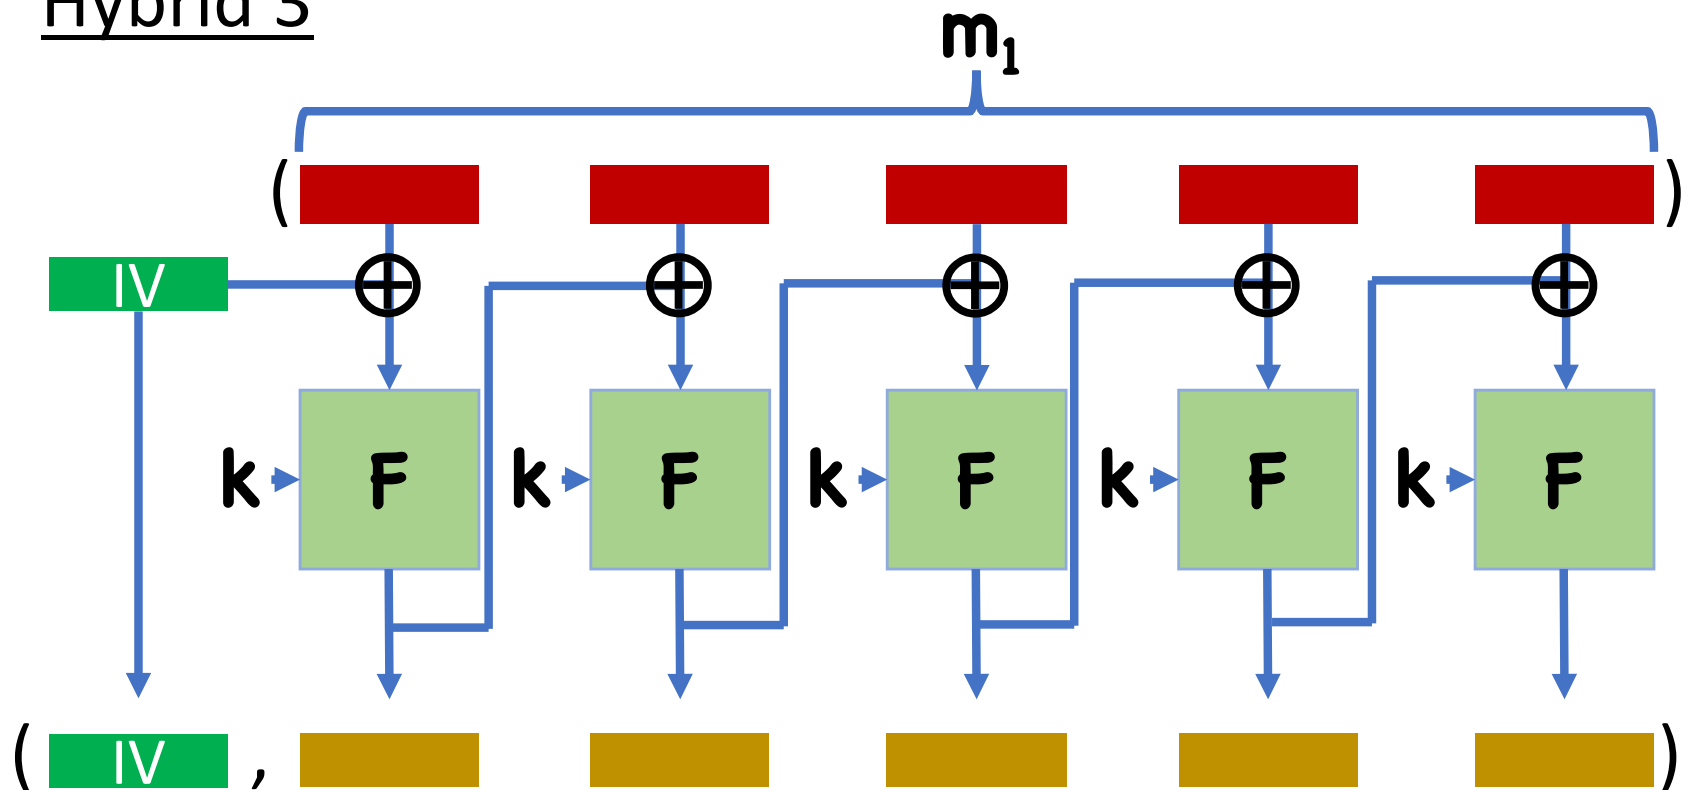 Hybrid 3
m₁
( )
IV
k F k F k F k F k F
( IV , )